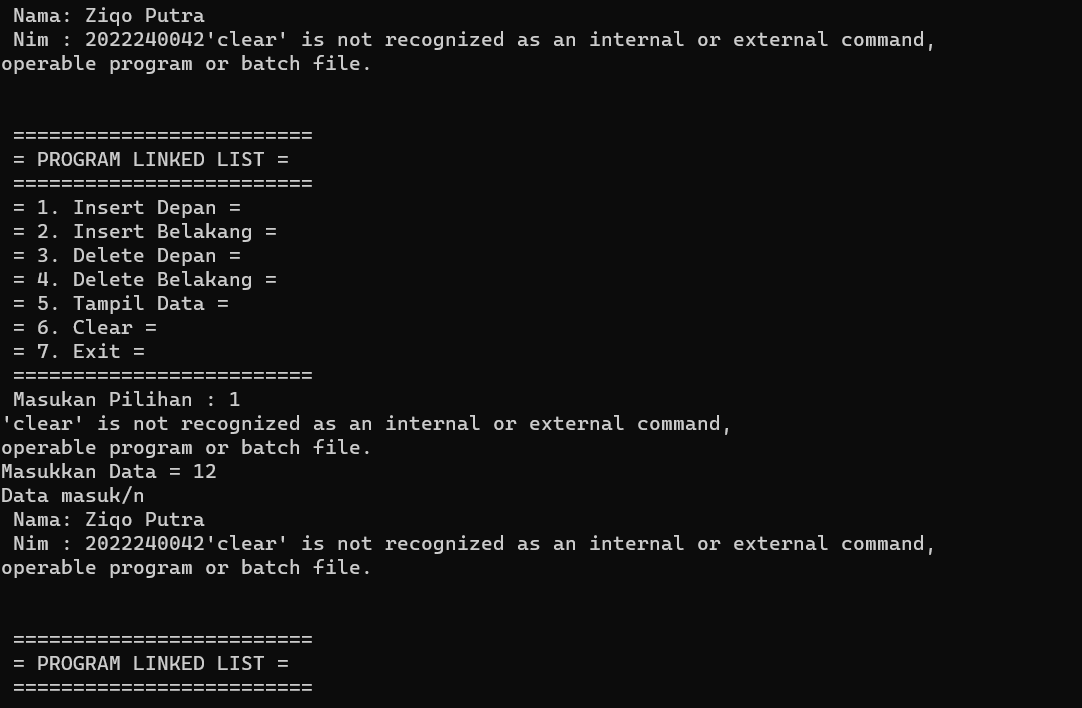 Nama: Ziqo Putra
Nim : 2022240042'clear' is not recognized as an internal or external command,
operable program or batch file.
=========================
= PROGRAM LINKED LIST =
=========================
= 1. Insert Depan =
= 2. Insert Belakang =
= 3. Delete Depan =
= 4. Delete Belakang =
= 5. Tampil Data =
= 6. Clear =
= 7. Exit =
=========================
Masukan Pilihan : 1
'clear' is not recognized as an internal or external command,
operable program or batch file.
Masukkan Data = 12
Data masuk/n
Nama: Ziqo Putra
Nim : 2022240042'clear' is not recognized as an internal or external command,
operable program or batch file.
=========================
= PROGRAM LINKED LIST =
=========================